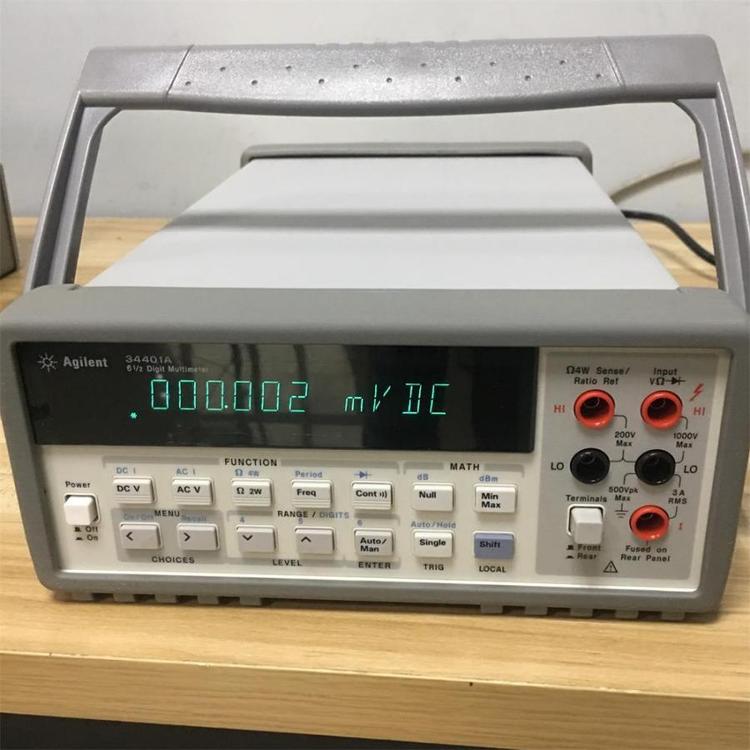 Agilent 34401A
6½ Digit Multimeter
000.002 mVDC
FUNCTION
MATH
DC I AC I Ω 4W Period dB dBm
DC V AC V Ω 2W Freq Cont Null Min Max
Power
Off
On
MENU
RANGE / DIGITS
On/Off Recall 4 5 6 Auto/Hold
< > Auto/Man Single Shift
CHOICES LEVEL ENTER TRIG LOCAL
Ω4W Sense/
Ratio Ref
Input
VΩ
HI HI
200V
Max
1000V
Max
LO LO
500Vpk
Max
3A
RMS
Terminals
I
Front
Rear
Fused on
Rear Panel